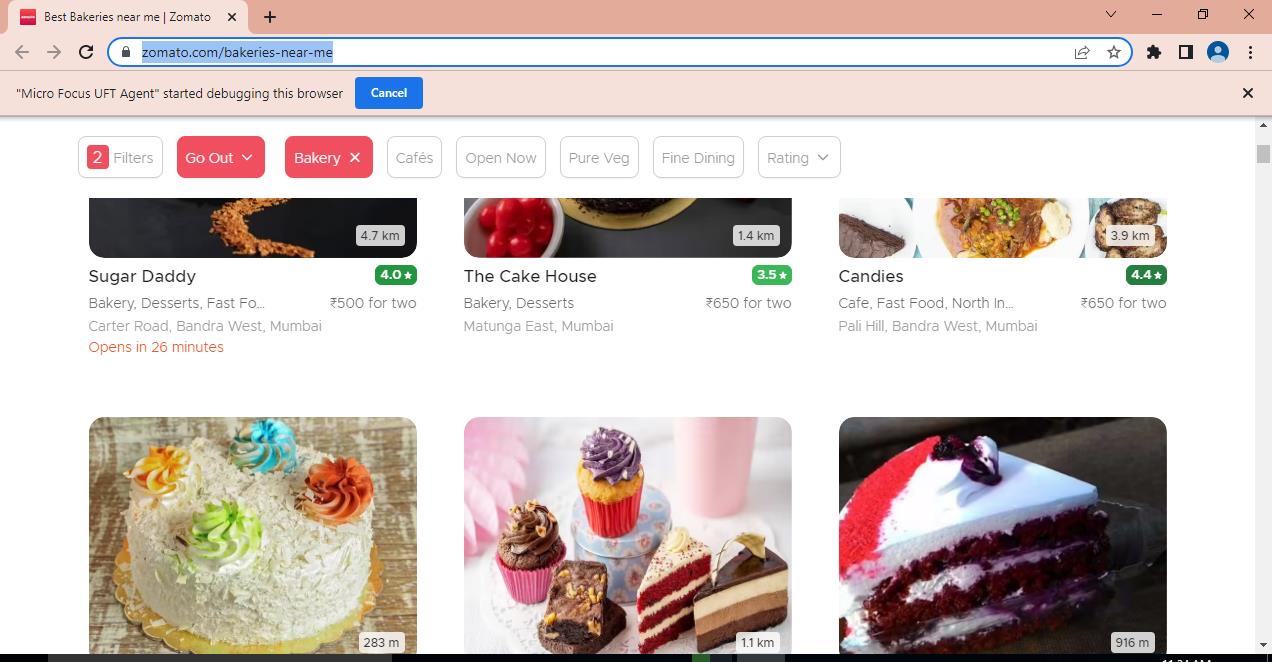 Best Bakeries near me | Zomato
zomato.com/bakeries-near-me
"Micro Focus UFT Agent" started debugging this browser
Cancel
2 Filters
Go Out
Bakery
Cafés
Open Now
Pure Veg
Fine Dining
Rating
4.7 km
1.4 km
3.9 km
Sugar Daddy 4.0
Bakery, Desserts, Fast Fo... ₹500 for two
Carter Road, Bandra West, Mumbai
Opens in 26 minutes
The Cake House 3.5
Bakery, Desserts ₹650 for two
Matunga East, Mumbai
Candies 4.4
Cafe, Fast Food, North In... ₹650 for two
Pali Hill, Bandra West, Mumbai
283 m
1.1 km
916 m